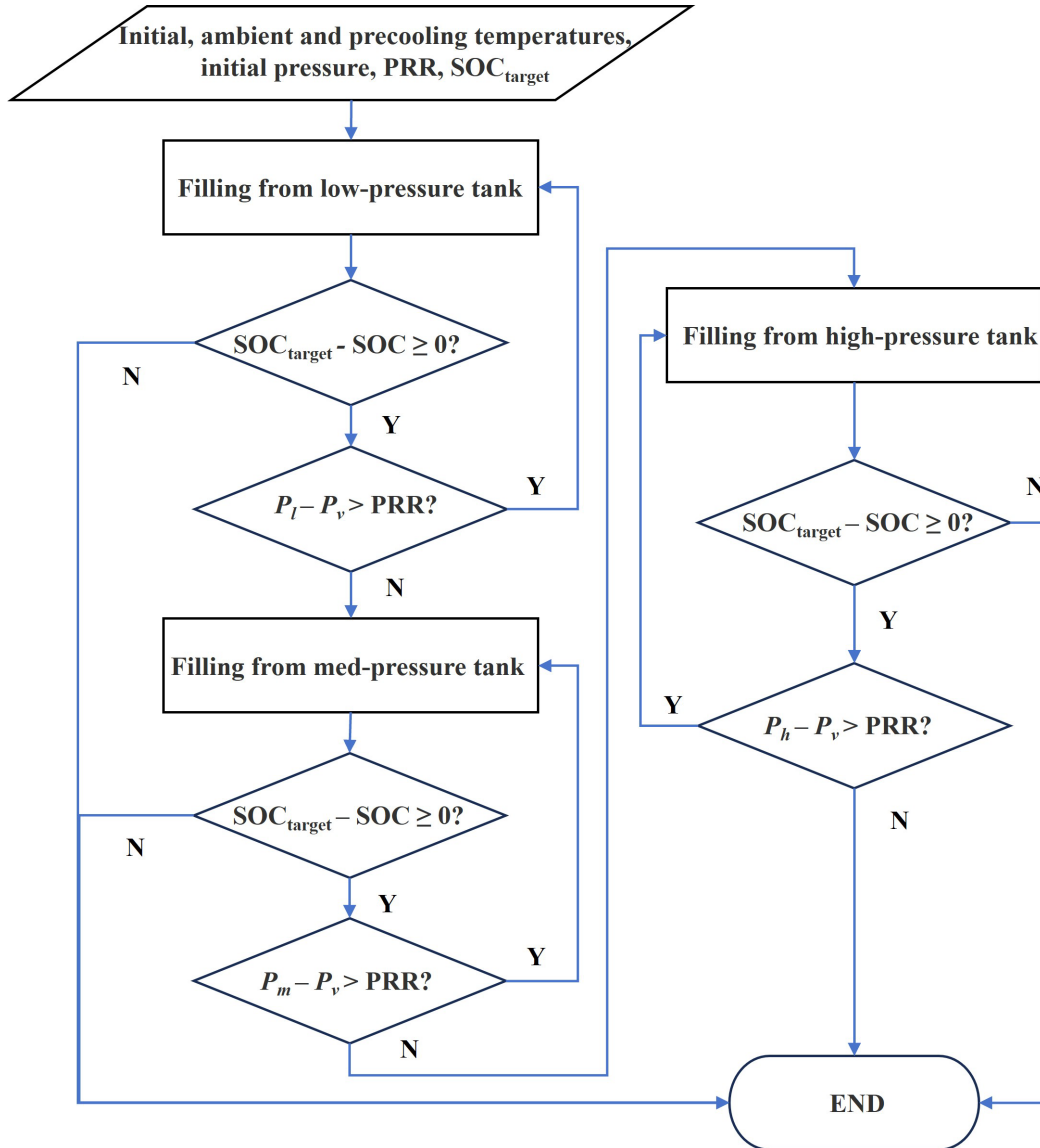 Initial, ambient and precooling temperatures,
initial pressure, PRR, SOCtarget
Filling from low-pressure tank
SOCtarget - SOC ≥ 0?
N
Y
Pl – Pv > PRR?
Y
N
Filling from med-pressure tank
SOCtarget – SOC ≥ 0?
N
Y
Pm – Pv > PRR?
Y
N
Filling from high-pressure tank
SOCtarget – SOC ≥ 0?
N
Y
Ph – Pv > PRR?
Y
N
END